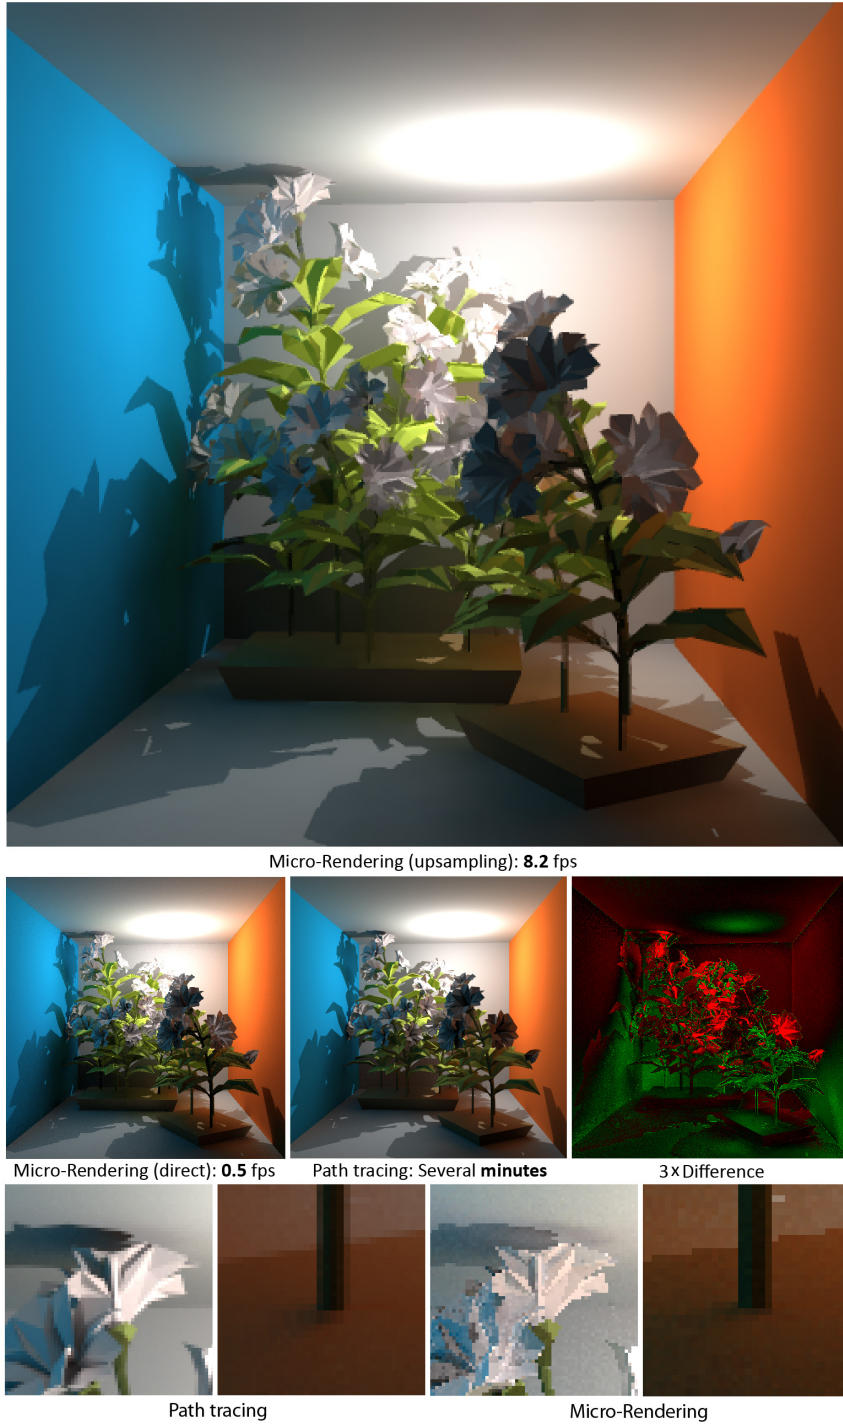 Micro-Rendering (upsampling): 8.2 fps
Micro-Rendering (direct): 0.5 fps
Path tracing: Several minutes
3×Difference
Path tracing
Micro-Rendering